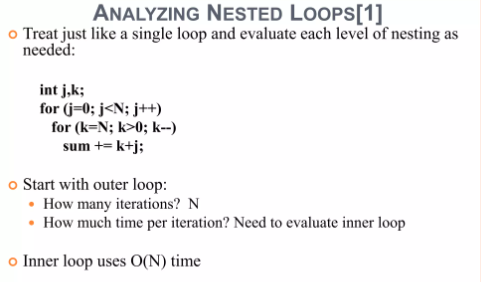 ANALYZING NESTED LOOPS[1]
Treat just like a single loop and evaluate each level of nesting as
needed:
int j,k;
for (j=0; j<N; j++)
for (k=N; k>0; k--)
sum += k+j;
Start with outer loop:
How many iterations? N
How much time per iteration? Need to evaluate inner loop
Inner loop uses O(N) time